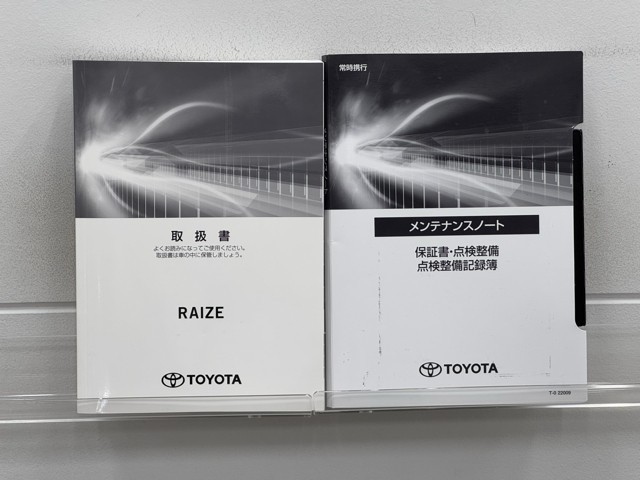 取扱書
よくお読みになってご使用ください。
取扱書は車の中に保管しましょう。
RAIZE
TOYOTA
常時携行
メンテナンスノート
保証書・点検整備
点検整備記録簿
TOYOTA